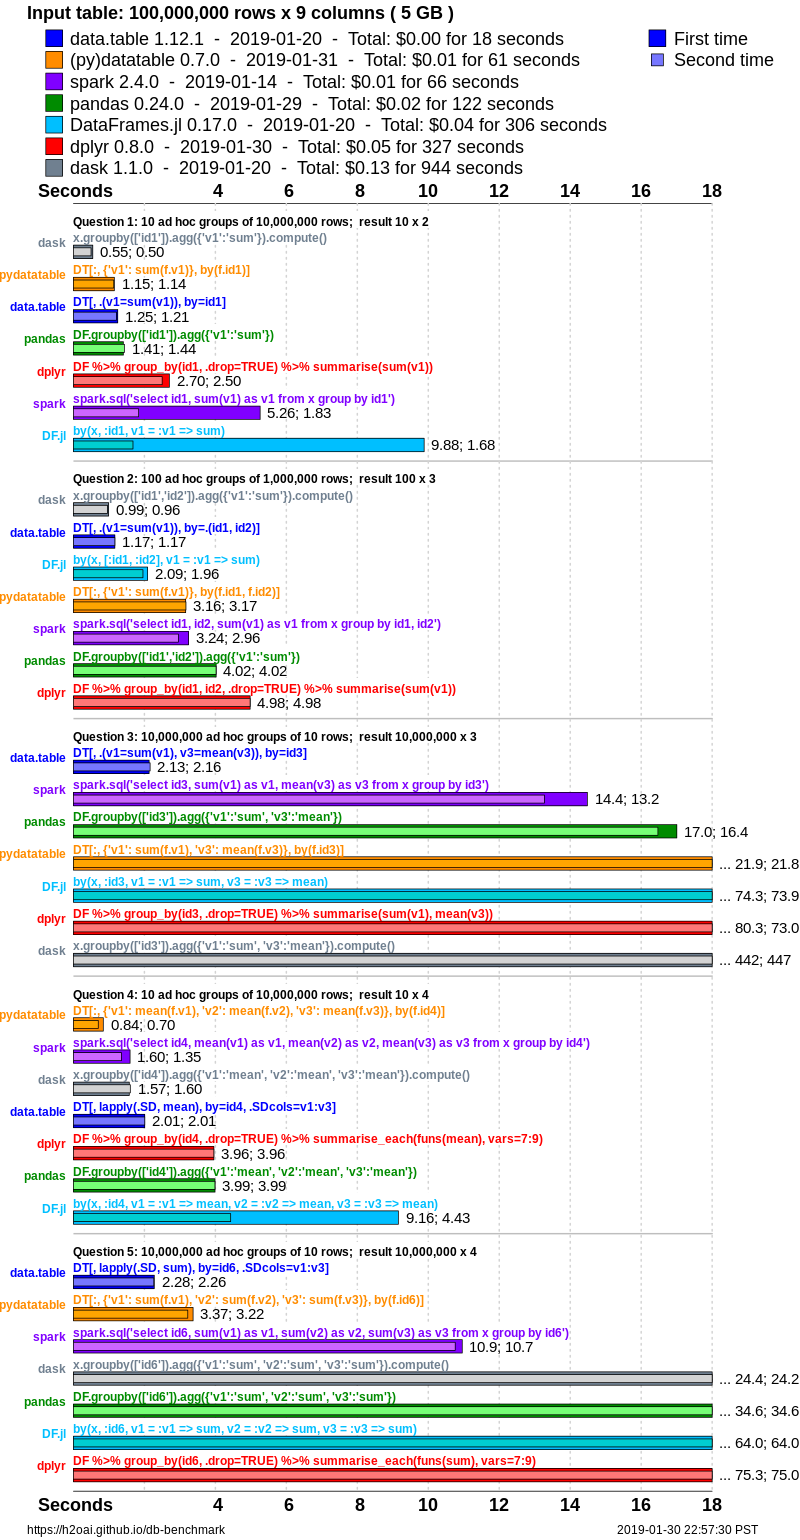 Input table: 100,000,000 rows x 9 columns ( 5 GB )
data.table 1.12.1 - 2019-01-20 - Total: $0.00 for 18 seconds
First time
(py)datatable 0.7.0 - 2019-01-31 - Total: $0.01 for 61 seconds
Second time
spark 2.4.0 - 2019-01-14 - Total: $0.01 for 66 seconds
pandas 0.24.0 - 2019-01-29 - Total: $0.02 for 122 seconds
DataFrames.jl 0.17.0 - 2019-01-20 - Total: $0.04 for 306 seconds
dplyr 0.8.0 - 2019-01-30 - Total: $0.05 for 327 seconds
dask 1.1.0 - 2019-01-20 - Total: $0.13 for 944 seconds
Seconds 4 6 8 10 12 14 16 18
Question 1: 10 ad hoc groups of 10,000,000 rows; result 10 x 2
dask x.groupby(['id1']).agg({'v1':'sum'}).compute()
0.55; 0.50
pydatatable DT[:, {'v1': sum(f.v1)}, by(f.id1)]
1.15; 1.14
data.table DT[, .(v1=sum(v1)), by=id1]
1.25; 1.21
pandas DF.groupby(['id1']).agg({'v1':'sum'})
1.41; 1.44
dplyr DF %>% group_by(id1, .drop=TRUE) %>% summarise(sum(v1))
2.70; 2.50
spark spark.sql('select id1, sum(v1) as v1 from x group by id1')
5.26; 1.83
DF.jl by(x, :id1, v1 = :v1 => sum)
9.88; 1.68
Question 2: 100 ad hoc groups of 1,000,000 rows; result 100 x 3
dask x.groupby(['id1','id2']).agg({'v1':'sum'}).compute()
0.99; 0.96
data.table DT[, .(v1=sum(v1)), by=.(id1, id2)]
1.17; 1.17
DF.jl by(x, [:id1, :id2], v1 = :v1 => sum)
2.09; 1.96
pydatatable DT[:, {'v1': sum(f.v1)}, by(f.id1, f.id2)]
3.16; 3.17
spark spark.sql('select id1, id2, sum(v1) as v1 from x group by id1, id2')
3.24; 2.96
pandas DF.groupby(['id1','id2']).agg({'v1':'sum'})
4.02; 4.02
dplyr DF %>% group_by(id1, id2, .drop=TRUE) %>% summarise(sum(v1))
4.98; 4.98
Question 3: 10,000,000 ad hoc groups of 10 rows; result 10,000,000 x 3
data.table DT[, .(v1=sum(v1), v3=mean(v3)), by=id3]
2.13; 2.16
spark spark.sql('select id3, sum(v1) as v1, mean(v3) as v3 from x group by id3')
14.4; 13.2
pandas DF.groupby(['id3']).agg({'v1':'sum', 'v3':'mean'})
17.0; 16.4
pydatatable DT[:, {'v1': sum(f.v1), 'v3': mean(f.v3)}, by(f.id3)]
... 21.9; 21.8
DF.jl by(x, :id3, v1 = :v1 => sum, v3 = :v3 => mean)
... 74.3; 73.9
dplyr DF %>% group_by(id3, .drop=TRUE) %>% summarise(sum(v1), mean(v3))
... 80.3; 73.0
dask x.groupby(['id3']).agg({'v1':'sum', 'v3':'mean'}).compute()
... 442; 447
Question 4: 10 ad hoc groups of 10,000,000 rows; result 10 x 4
pydatatable DT[:, {'v1': mean(f.v1), 'v2': mean(f.v2), 'v3': mean(f.v3)}, by(f.id4)]
0.84; 0.70
spark spark.sql('select id4, mean(v1) as v1, mean(v2) as v2, mean(v3) as v3 from x group by id4')
1.60; 1.35
dask x.groupby(['id4']).agg({'v1':'mean', 'v2':'mean', 'v3':'mean'}).compute()
1.57; 1.60
data.table DT[, lapply(.SD, mean), by=id4, .SDcols=v1:v3]
2.01; 2.01
dplyr DF %>% group_by(id4, .drop=TRUE) %>% summarise_each(funs(mean), vars=7:9)
3.96; 3.96
pandas DF.groupby(['id4']).agg({'v1':'mean', 'v2':'mean', 'v3':'mean'})
3.99; 3.99
DF.jl by(x, :id4, v1 = :v1 => mean, v2 = :v2 => mean, v3 = :v3 => mean)
9.16; 4.43
Question 5: 10,000,000 ad hoc groups of 10 rows; result 10,000,000 x 4
data.table DT[, lapply(.SD, sum), by=id6, .SDcols=v1:v3]
2.28; 2.26
pydatatable DT[:, {'v1': sum(f.v1), 'v2': sum(f.v2), 'v3': sum(f.v3)}, by(f.id6)]
3.37; 3.22
spark spark.sql('select id6, sum(v1) as v1, sum(v2) as v2, sum(v3) as v3 from x group by id6')
10.9; 10.7
dask x.groupby(['id6']).agg({'v1':'sum', 'v2':'sum', 'v3':'sum'}).compute()
... 24.4; 24.2
pandas DF.groupby(['id6']).agg({'v1':'sum', 'v2':'sum', 'v3':'sum'})
... 34.6; 34.6
DF.jl by(x, :id6, v1 = :v1 => sum, v2 = :v2 => sum, v3 = :v3 => sum)
... 64.0; 64.0
dplyr DF %>% group_by(id6, .drop=TRUE) %>% summarise_each(funs(sum), vars=7:9)
... 75.3; 75.0
Seconds 4 6 8 10 12 14 16 18
https://h2oai.github.io/db-benchmark
2019-01-30 22:57:30 PST